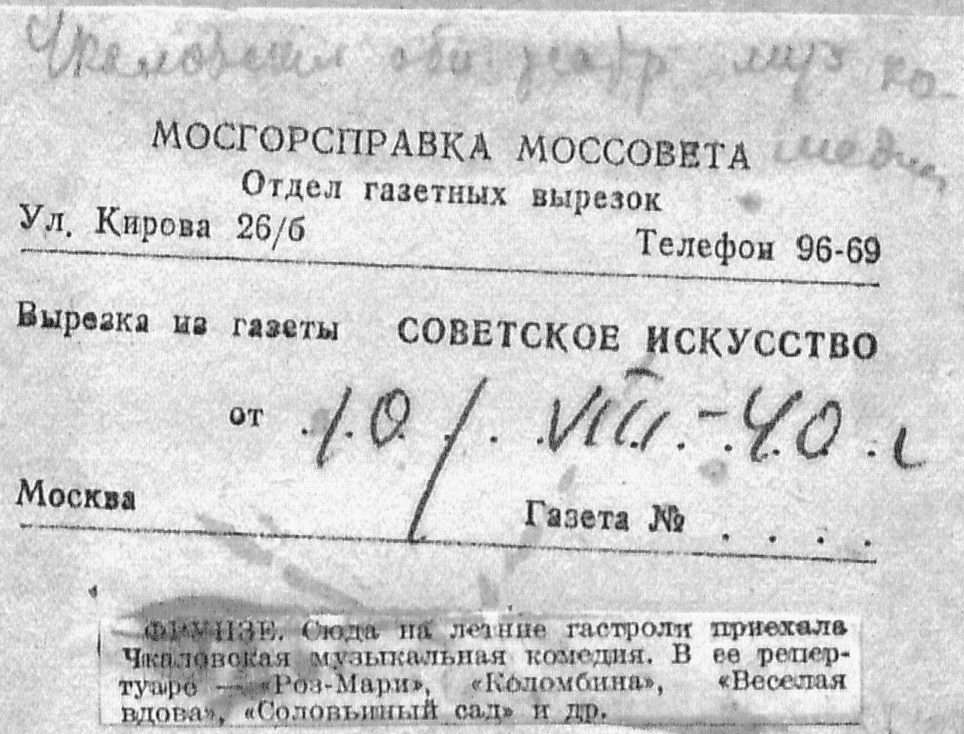 Чкаловский обл театр муз ко-
медии
МОСГОРСПРАВКА МОССОВЕТА
Отдел газетных вырезок
Ул. Кирова 26/б Телефон 96-69
Вырезка из газеты СОВЕТСКОЕ ИСКУССТВО
от 10/VIII-40 г
Москва Газета № . . . .
ФРУНЗЕ. Сюда на летние гастроли приехала
Чкаловская музыкальная комедия. В ее репер-
туаре — «Роз-Мари», «Коломбина», «Веселая
вдова», «Соловьиный сад» и др.